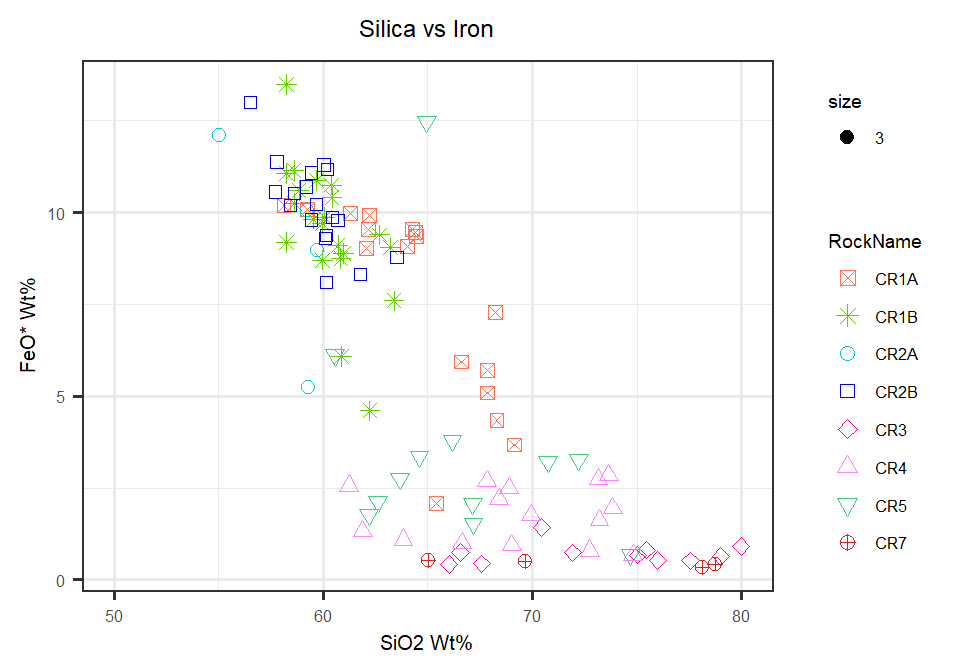 Silica vs Iron
FeO* Wt%
10
5
0
50
60
70
80
SiO2 Wt%
size
3
RockName
CR1A
CR1B
CR2A
CR2B
CR3
CR4
CR5
CR7